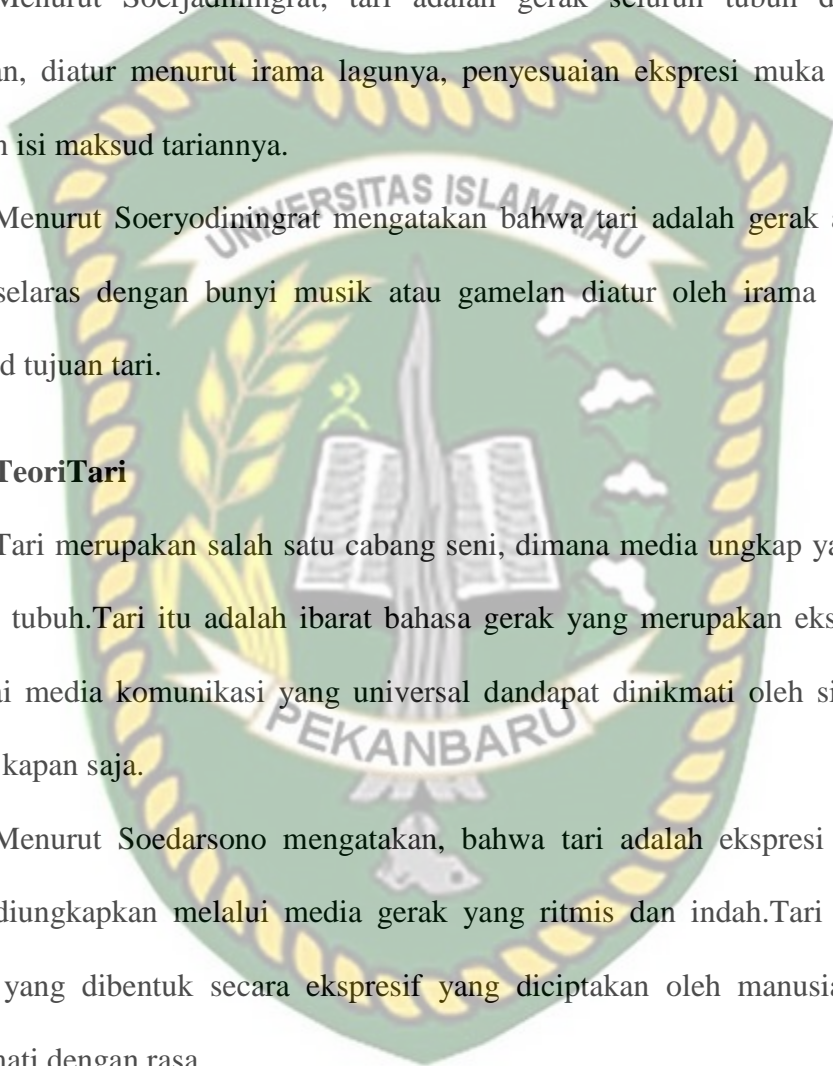 Menurut Soerjadiningrat, tari adalah gerak seluruh tubuh
diatur menurut irama lagunya, penyesuaian ekspresi muka
isi maksud tariannya.
UNIVERSITAS ISLAM RIAU
Menurut Soeryodiningrat mengatakan bahwa tari adalah gerak
selaras dengan bunyi musik atau gamelan diatur oleh irama
tujuan tari.
TeoriTari
Tari merupakan salah satu cabang seni, dimana media ungkap
tubuh.Tari itu adalah ibarat bahasa gerak yang merupakan
media komunikasi yang universal dandapat dinikmati oleh
kapan saja.
PEKANBARU
Menurut Soedarsono mengatakan, bahwa tari adalah ekspresi
diungkapkan melalui media gerak yang ritmis dan indah.Tari
yang dibentuk secara ekspresif yang diciptakan oleh manusia
dengan rasa